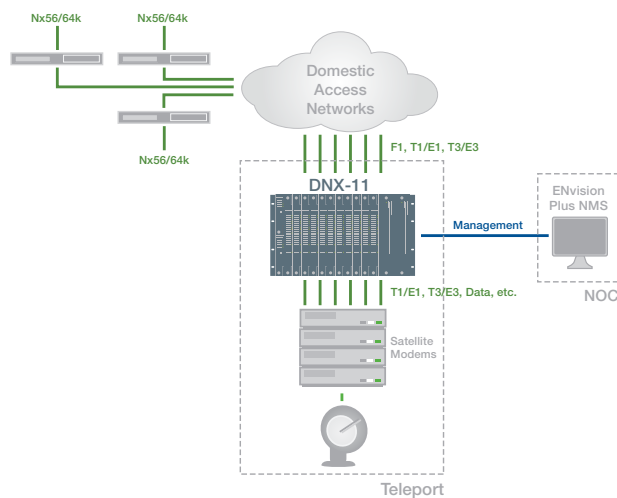 Nx56/64k
Nx56/64k
Nx56/64k
Domestic
Access
Networks
F1, T1/E1, T3/E3
DNX-11
Management
ENvision
Plus NMS
NOC
T1/E1, T3/E3, Data, etc.
Satellite
Modems
Teleport